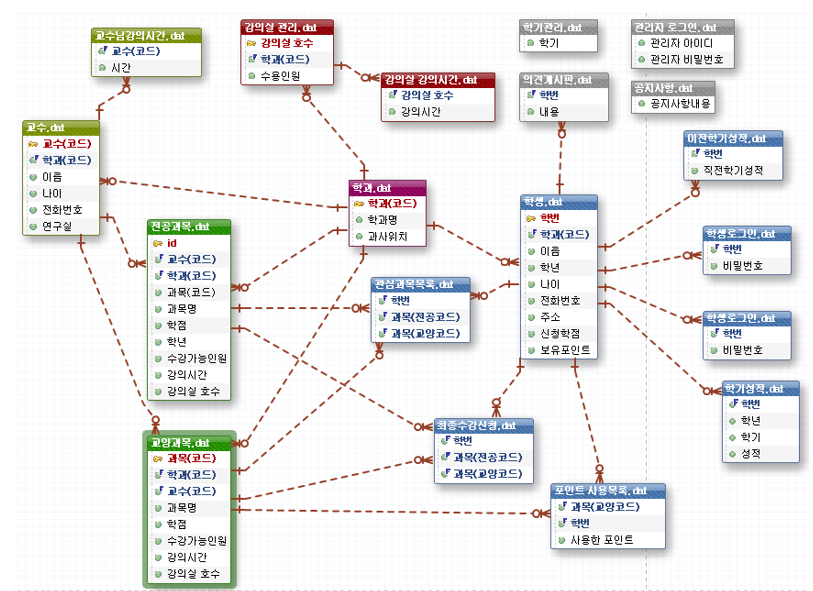 교수님강의시간.dat
교수(코드)
시간
강의실 관리.dat
강의실 호수
학과(코드)
수용인원
강의실 강의시간.dat
강의실 호수
강의시간
학기관리.dat
학기
관리자 로그인.dat
관리자 아이디
관리자 비밀번호
의견게시판.dat
학번
내용
공지사항.dat
공지사항내용
교수.dat
교수(코드)
학과(코드)
이름
나이
전화번호
연구실
이전학기성적.dat
학번
직전학기성적
학과.dat
학과(코드)
학과명
과사위치
학생.dat
학번
학과(코드)
이름
학년
나이
전화번호
주소
신청학점
보유포인트
전공과목.dat
id
교수(코드)
학과(코드)
과목(코드)
과목명
학점
학년
수강가능인원
강의시간
강의실 호수
학생로그인.dat
학번
비밀번호
관심과목목록.dat
학번
과목(전공코드)
과목(교양코드)
학생로그인.dat
학번
비밀번호
학기성적.dat
학번
학년
학기
성적
최종수강신청.dat
학번
과목(전공코드)
과목(교양코드)
교양과목.dat
과목(코드)
학과(코드)
교수(코드)
과목명
학점
수강가능인원
강의시간
강의실 호수
포인트 사용목록.dat
과목(교양코드)
학번
사용한 포인트